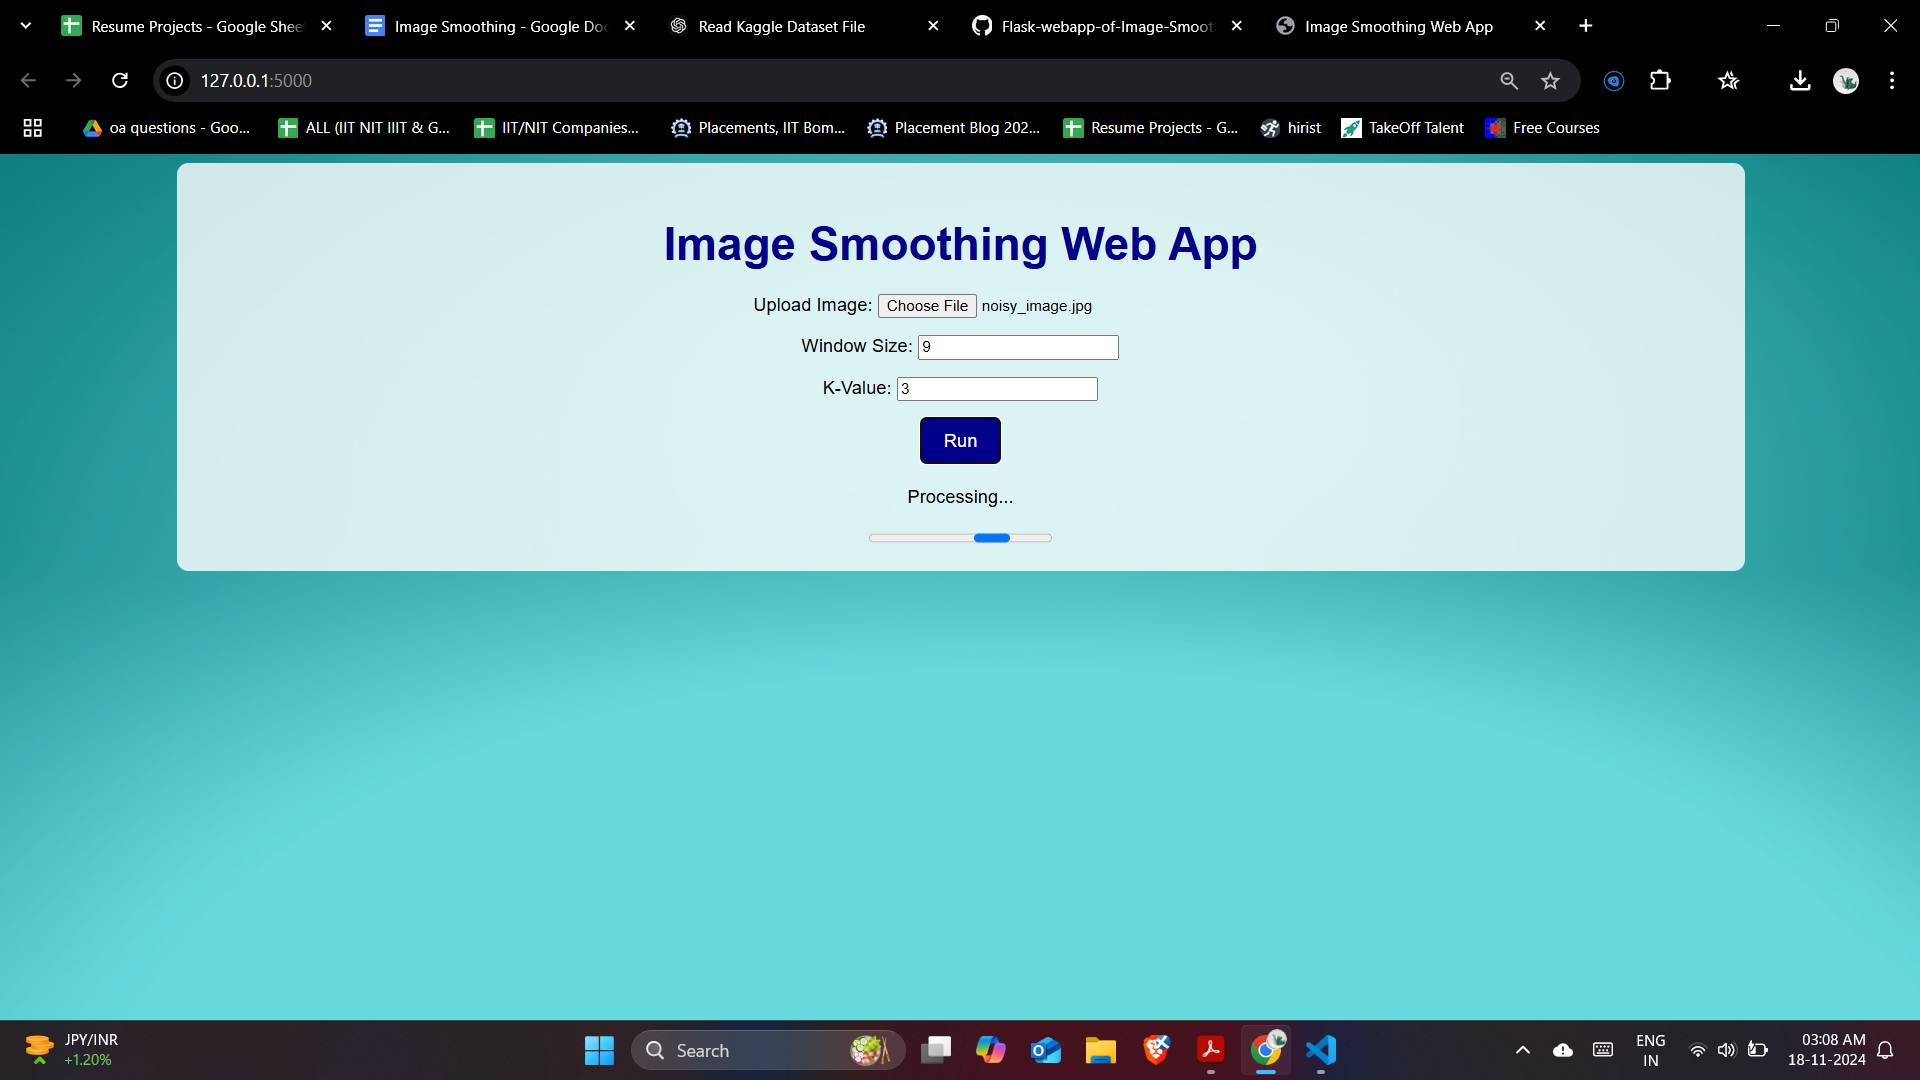 Resume Projects - Google Shee
Image Smoothing - Google Doc
Read Kaggle Dataset File
Flask-webapp-of-Image-Smoot
Image Smoothing Web App
127.0.0.1:5000
oa questions - Goo...
ALL (IIT NIT IIIT & G...
IIT/NIT Companies...
Placements, IIT Bom...
Placement Blog 202...
Resume Projects - G...
hirist
TakeOff Talent
Free Courses
Image Smoothing Web App
Upload Image: Choose File noisy_image.jpg
Window Size: 9
K-Value: 3
Run
Processing...
JPY/INR
+1.20%
Search
ENG
IN
03:08 AM
18-11-2024